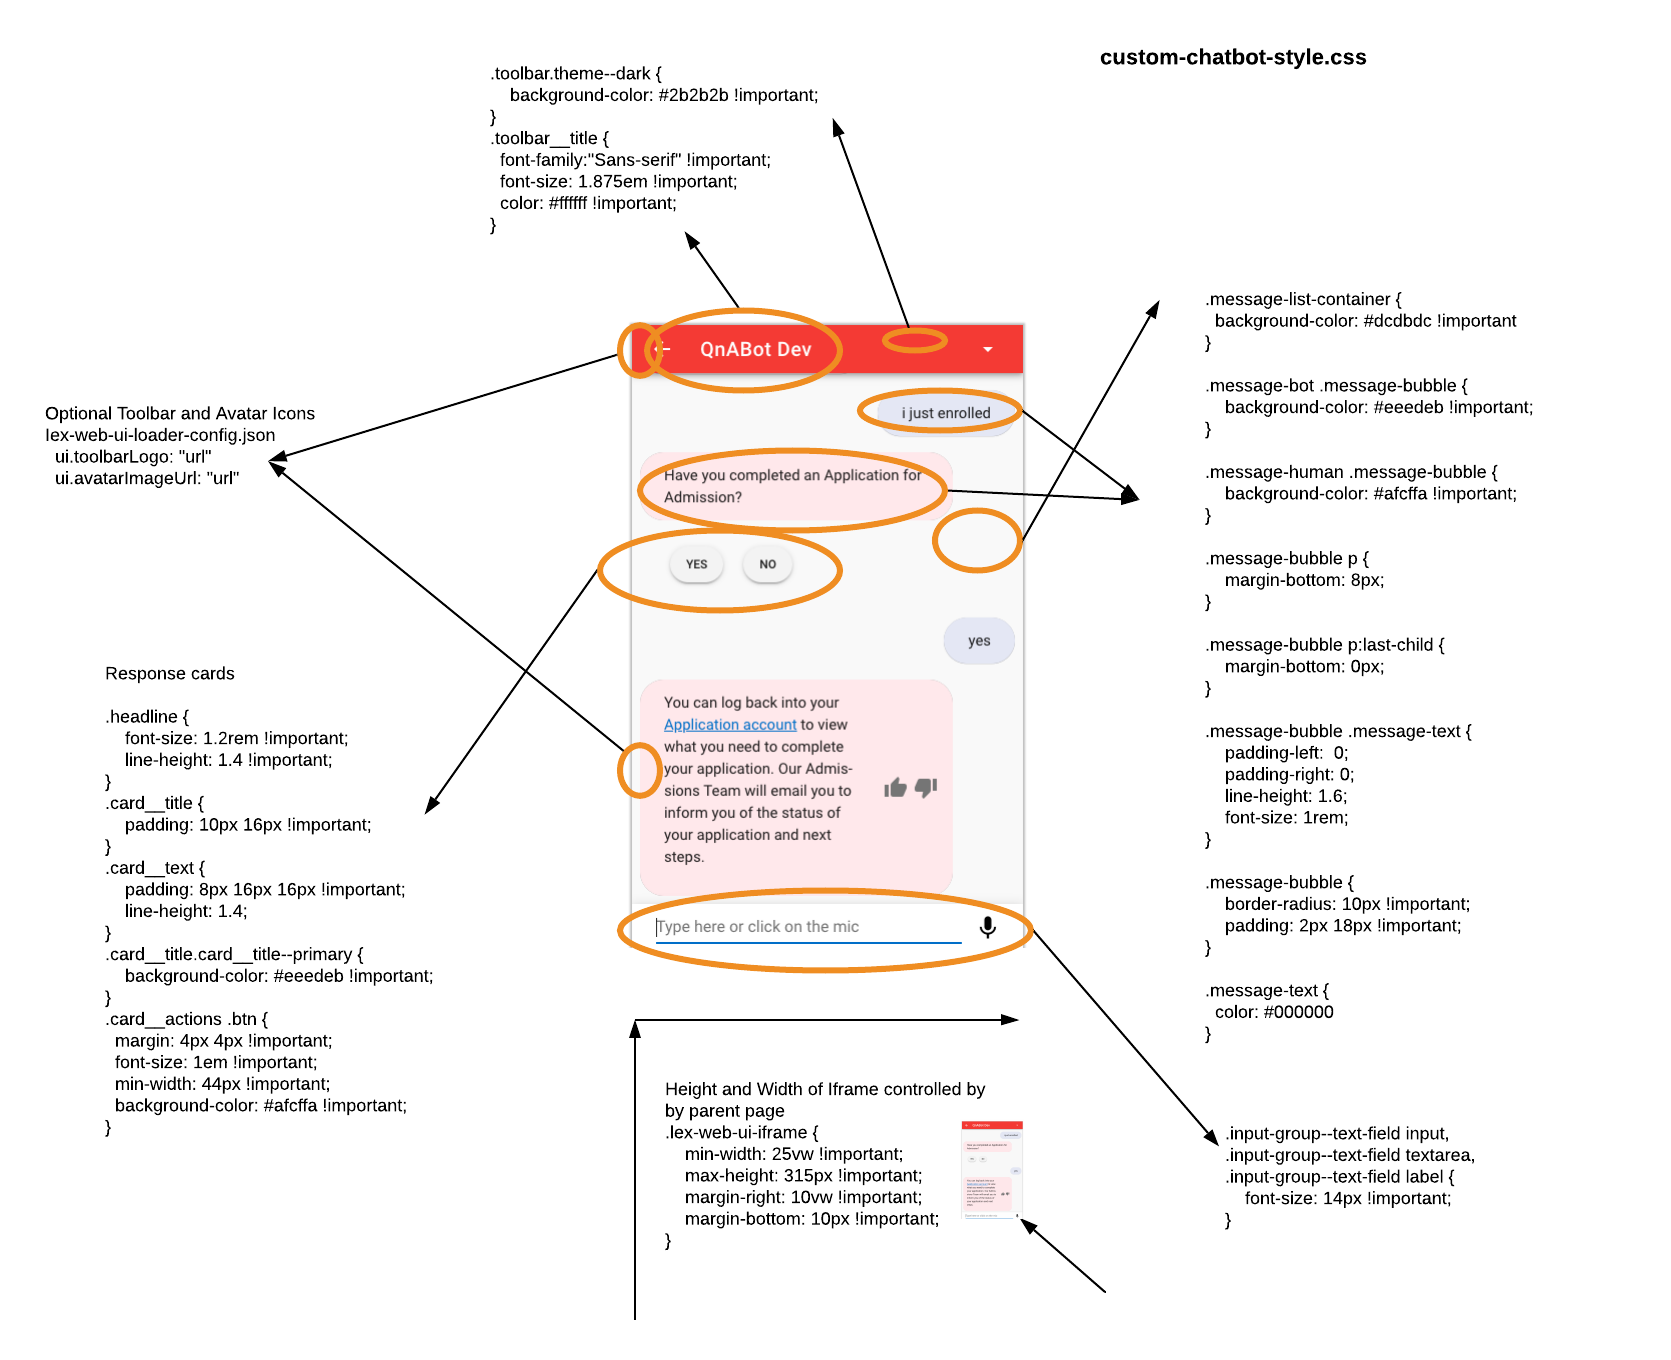 custom-chatbot-style.css
.toolbar.theme--dark {
background-color: #2b2b2b !important;
}
.toolbar__title {
font-family:"Sans-serif" !important;
font-size: 1.875em !important;
color: #ffffff !important;
}
Optional Toolbar and Avatar Icons
lex-web-ui-loader-config.json
ui.toolbarLogo: "url"
ui.avatarImageUrl: "url"
Response cards
.headline {
font-size: 1.2rem !important;
line-height: 1.4 !important;
}
.card__title {
padding: 10px 16px !important;
}
.card__text {
padding: 8px 16px 16px !important;
line-height: 1.4;
}
.card__title.card__title--primary {
background-color: #eeedeb !important;
}
.card__actions .btn {
margin: 4px 4px !important;
font-size: 1em !important;
min-width: 44px !important;
background-color: #afcffa !important;
}
QnABot Dev
i just enrolled
Have you completed an Application for
Admission?
YES NO
yes
You can log back into your
Application account to view
what you need to complete
your application. Our Admis-
sions Team will email you to
inform you of the status of
your application and next
steps.
Type here or click on the mic
Height and Width of Iframe controlled by
by parent page
.lex-web-ui-iframe {
min-width: 25vw !important;
max-height: 315px !important;
margin-right: 10vw !important;
margin-bottom: 10px !important;
}
.message-list-container {
background-color: #dcdbdc !important
}
.message-bot .message-bubble {
background-color: #eeedeb !important;
}
.message-human .message-bubble {
background-color: #afcffa !important;
}
.message-bubble p {
margin-bottom: 8px;
}
.message-bubble p:last-child {
margin-bottom: 0px;
}
.message-bubble .message-text {
padding-left:  0;
padding-right: 0;
line-height: 1.6;
font-size: 1rem;
}
.message-bubble {
border-radius: 10px !important;
padding: 2px 18px !important;
}
.message-text {
color: #000000
}
.input-group--text-field input,
.input-group--text-field textarea,
.input-group--text-field label {
font-size: 14px !important;
}